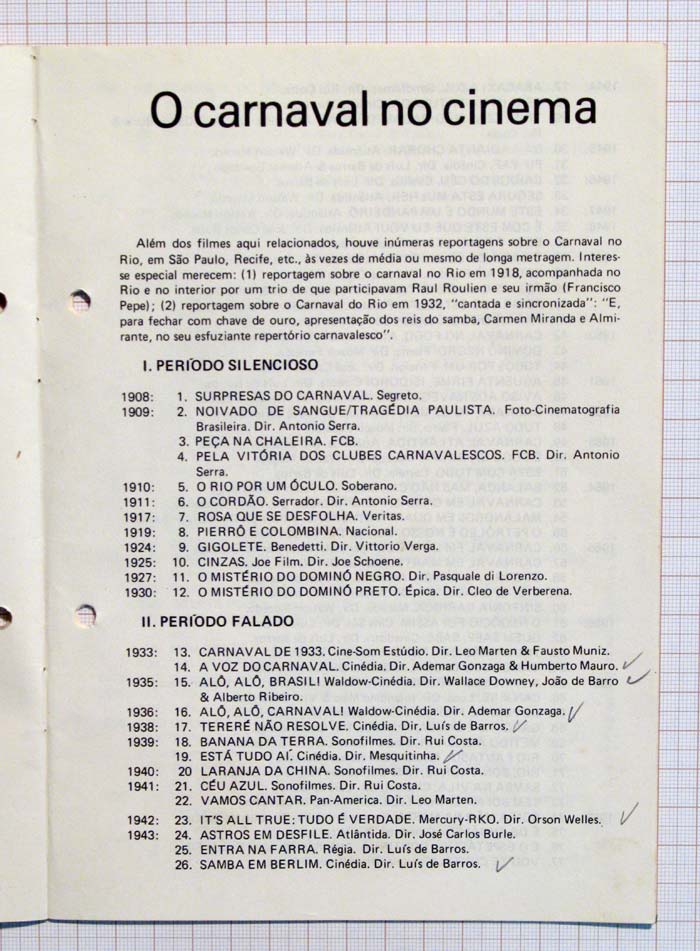 O carnaval no cinema
Além dos filmes aqui relacionados, houve inúmeras reportagens sobre o Carnaval no
Rio, em São Paulo, Recife, etc., às vezes de média ou mesmo de longa metragem. Interes-
se especial merecem: (1) reportagem sobre o carnaval no Rio em 1918, acompanhada no
Rio e no interior por um trio de que participavam Raul Roulien e seu irmão (Francisco
Pepe); (2) reportagem sobre o Carnaval do Rio em 1932, "cantada e sincronizada": "E,
para fechar com chave de ouro, apresentação dos reis do samba, Carmen Miranda e Almi-
rante, no seu esfuziante repertório carnavalesco".
I. PERÍODO SILENCIOSO
1908: 1. SURPRESAS DO CARNAVAL. Segreto.
1909: 2. NOIVADO DE SANGUE/TRAGÉDIA PAULISTA. Foto-Cinematografia
Brasileira. Dir. Antonio Serra.
3. PEÇA NA CHALEIRA. FCB.
4. PELA VITÓRIA DOS CLUBES CARNAVALESCOS. FCB. Dir. Antonio
Serra.
1910: 5. O RIO POR UM ÓCULO. Soberano.
1911: 6. O CORDÃO. Serrador. Dir. Antonio Serra.
1917: 7. ROSA QUE SE DESFOLHA. Veritas.
1919: 8. PIERRÔ E COLOMBINA. Nacional.
1924: 9. GIGOLETE. Benedetti. Dir. Vittorio Verga.
1925: 10. CINZAS. Joe Film. Dir. Joe Schoene.
1927: 11. O MISTÉRIO DO DOMINÓ NEGRO. Dir. Pasquale di Lorenzo.
1930: 12. O MISTÉRIO DO DOMINÓ PRETO. Épica. Dir. Cleo de Verberena.
II. PERÍODO FALADO
1933: 13. CARNAVAL DE 1933. Cine-Som Estúdio. Dir. Leo Marten & Fausto Muniz.
14. A VOZ DO CARNAVAL. Cinédia. Dir. Ademar Gonzaga & Humberto Mauro.
1935: 15. ALÔ, ALÔ, BRASIL! Waldow-Cinédia. Dir. Wallace Downey, João de Barro
& Alberto Ribeiro.
1936: 16. ALÔ, ALÔ, CARNAVAL! Waldow-Cinédia. Dir. Ademar Gonzaga.
1938: 17. TERERÉ NÃO RESOLVE. Cinédia. Dir. Luís de Barros.
1939: 18. BANANA DA TERRA. Sonofilmes. Dir. Rui Costa.
19. ESTÁ TUDO AÍ. Cinédia. Dir. Mesquitinha.
1940: 20 LARANJA DA CHINA. Sonofilmes. Dir. Rui Costa.
1941: 21. CÉU AZUL. Sonofilmes. Dir. Rui Costa.
22. VAMOS CANTAR. Pan-America. Dir. Leo Marten.
1942: 23. IT'S ALL TRUE: TUDO É VERDADE. Mercury-RKO. Dir. Orson Welles.
1943: 24. ASTROS EM DESFILE. Atlântida. Dir. José Carlos Burle.
25. ENTRA NA FARRA. Régia. Dir. Luís de Barros.
26. SAMBA EM BERLIM. Cinédia. Dir. Luís de Barros.